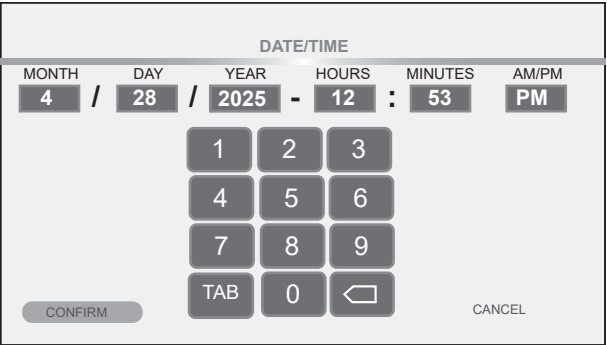 DATE/TIME
MONTH DAY YEAR HOURS MINUTES AM/PM
4 / 28 / 2025 - 12 : 53 PM
1 2 3
4 5 6
7 8 9
TAB 0
CONFIRM CANCEL